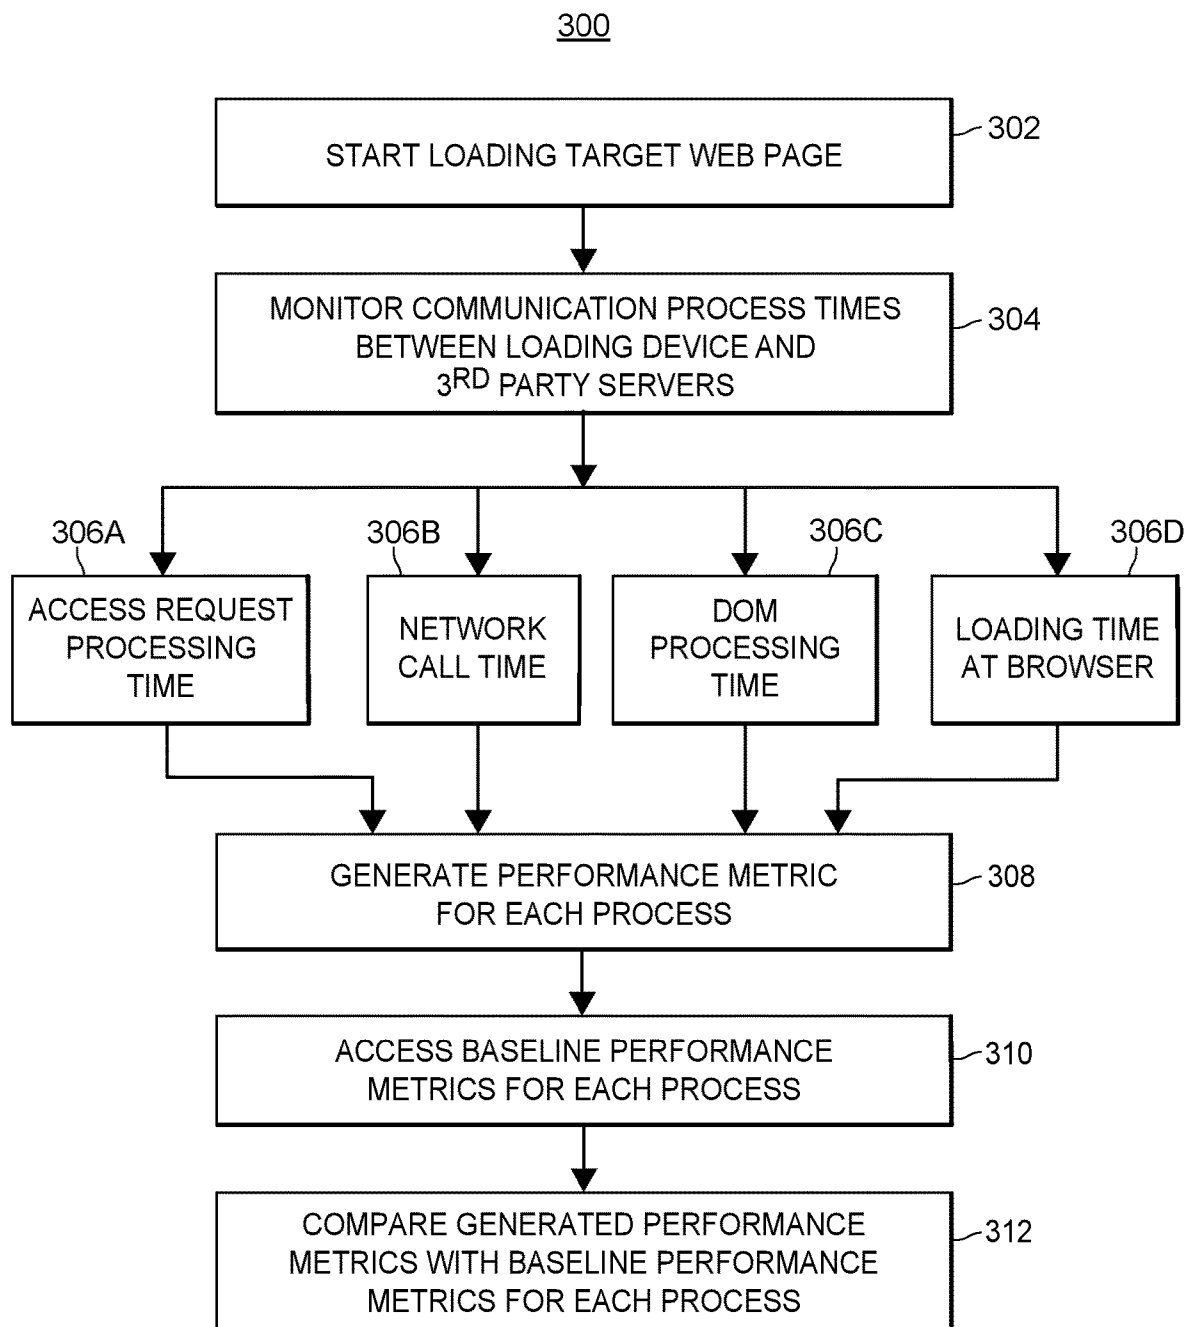 300
START LOADING TARGET WEB PAGE
302
MONITOR COMMUNICATION PROCESS TIMES
BETWEEN LOADING DEVICE AND
3RD PARTY SERVERS
304
306A
ACCESS REQUEST
PROCESSING
TIME
306B
NETWORK
CALL TIME
306C
DOM
PROCESSING
TIME
306D
LOADING TIME
AT BROWSER
GENERATE PERFORMANCE METRIC
FOR EACH PROCESS
308
ACCESS BASELINE PERFORMANCE
METRICS FOR EACH PROCESS
310
COMPARE GENERATED PERFORMANCE
METRICS WITH BASELINE PERFORMANCE
METRICS FOR EACH PROCESS
312